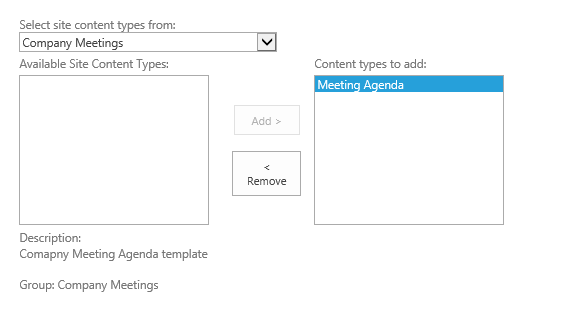 Select site content types from:
Company Meetings
Available Site Content Types:
Content types to add:
Meeting Agenda
Add >
<
Remove
Description:
Comapny Meeting Agenda template
Group: Company Meetings